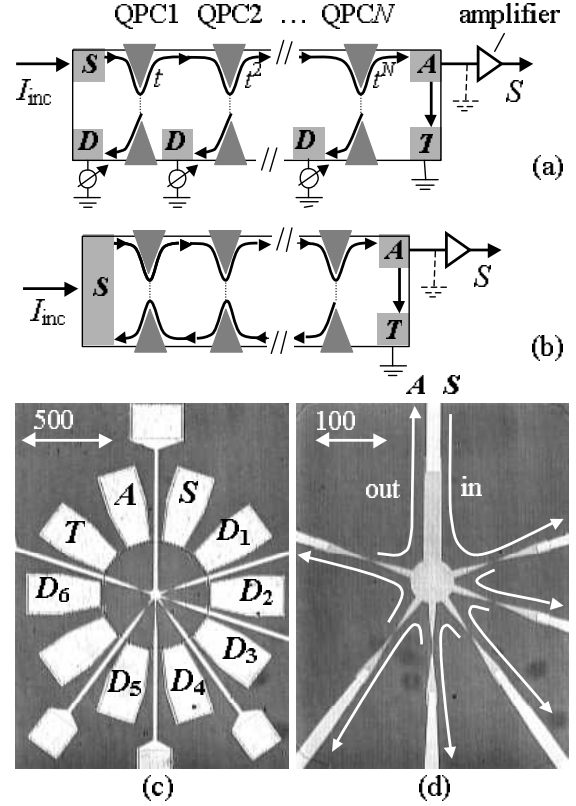 QPC1 QPC2 ... QPCN amplifier
S t t² t^N A
I_inc S
D D D T
(a)
S A
I_inc S
T
(b)
A S
500 100
A S out in
T D₁
D₆ D₂
D₃
D₅ D₄
(c) (d)